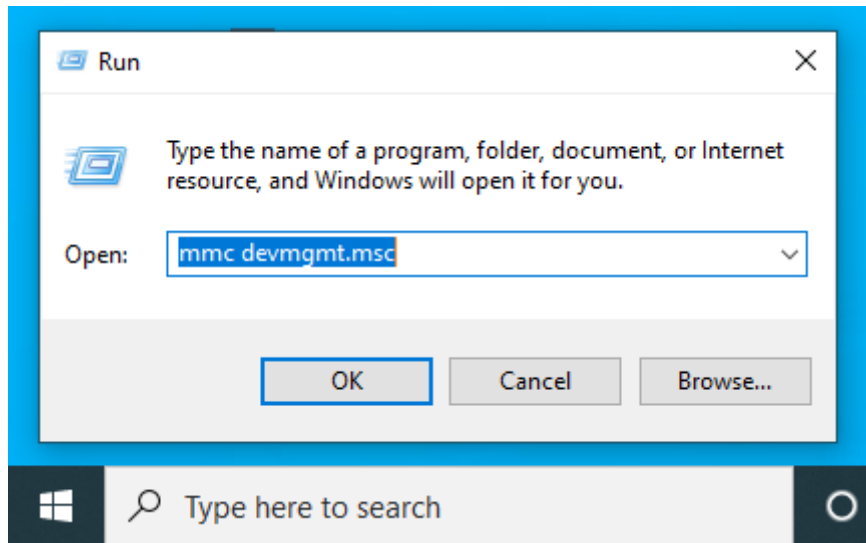 Run
Type the name of a program, folder, document, or Internet
resource, and Windows will open it for you.
Open: mmc devmgmt.msc
OK Cancel Browse...
Type here to search